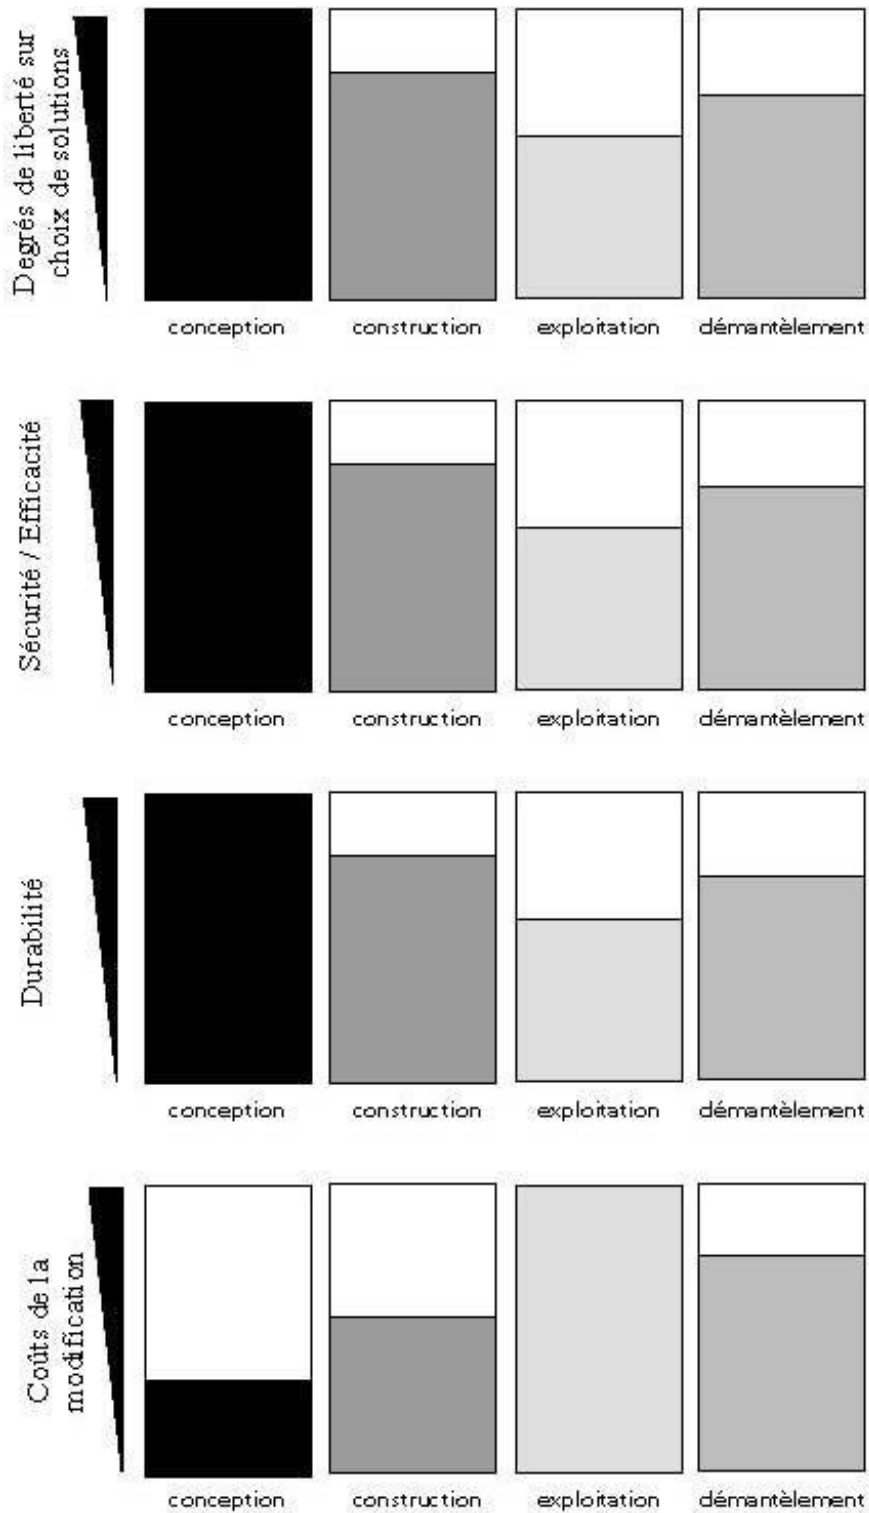 Degrés de liberté sur
choix de solutions
conception construction exploitation démantèlement
Sécurité / Efficacité
conception construction exploitation démantèlement
Durabilité
conception construction exploitation démantèlement
Coûts de la
modification
conception construction exploitation démantèlement